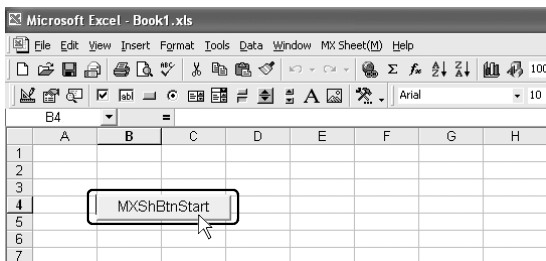 Microsoft Excel - Book1.xls
File Edit View Insert Format Tools Data Window MX Sheet(M) Help
100
Arial 10
B4 =
A B C D E F G H
1
2
3
4 MXShBtnStart
5
6
7